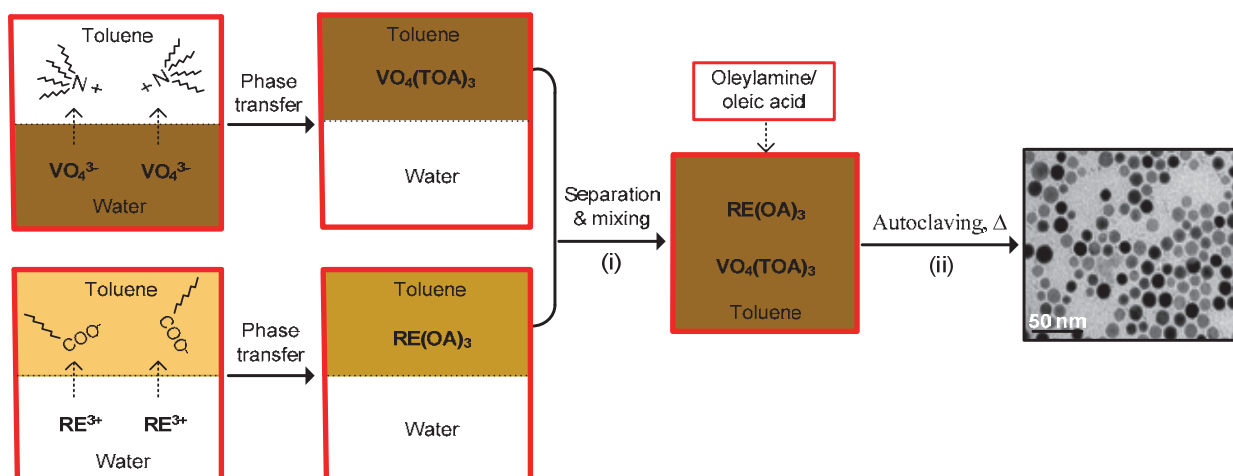 Toluene
N
+
N
+
VO₄³⁻
VO₄³⁻
Water
Phase
transfer
Toluene
VO₄(TOA)₃
Water
Toluene
COO⁻
COO⁻
RE³⁺
RE³⁺
Water
Phase
transfer
Toluene
RE(OA)₃
Water
Separation
& mixing
(i)
Oleylamine/
oleic acid
RE(OA)₃
VO₄(TOA)₃
Toluene
Autoclaving, Δ
(ii)
50 nm